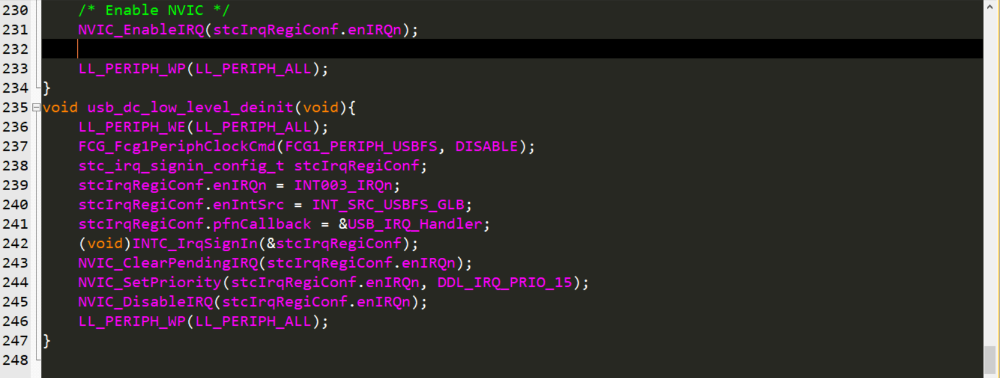 230 /* Enable NVIC */
231 NVIC_EnableIRQ(stcIrqRegiConf.enIRQn);
232
233 LL_PERIPH_WP(LL_PERIPH_ALL);
234 }
235 void usb_dc_low_level_deinit(void){
236 LL_PERIPH_WE(LL_PERIPH_ALL);
237 FCG_Fcg1PeriphClockCmd(FCG1_PERIPH_USBFS, DISABLE);
238 stc_irq_signin_config_t stcIrqRegiConf;
239 stcIrqRegiConf.enIRQn = INT003_IRQn;
240 stcIrqRegiConf.enIntSrc = INT_SRC_USBFS_GLB;
241 stcIrqRegiConf.pfnCallback = &USB_IRQ_Handler;
242 (void)INTC_IrqSignIn(&stcIrqRegiConf);
243 NVIC_ClearPendingIRQ(stcIrqRegiConf.enIRQn);
244 NVIC_SetPriority(stcIrqRegiConf.enIRQn, DDL_IRQ_PRIO_15);
245 NVIC_DisableIRQ(stcIrqRegiConf.enIRQn);
246 LL_PERIPH_WP(LL_PERIPH_ALL);
247 }
248